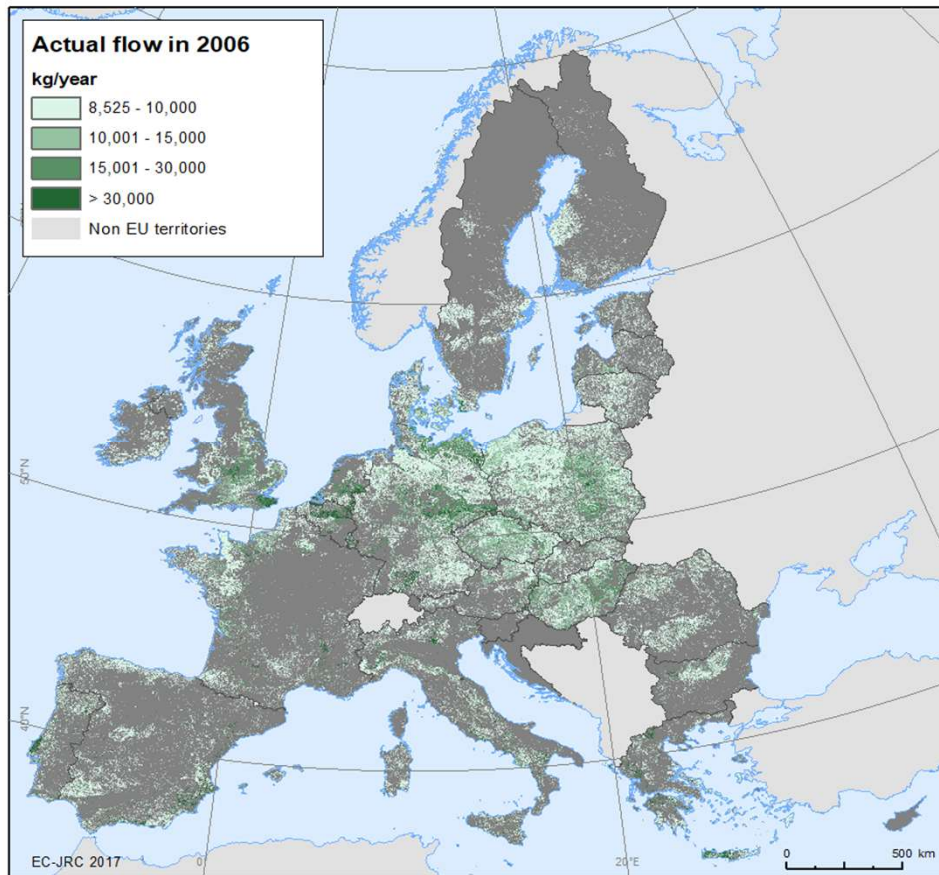 Actual flow in 2006
kg/year
8,525 - 10,000
10,001 - 15,000
15,001 - 30,000
> 30,000
Non EU territories
50°N
40°N
EC-JRC 2017
0°
20°E
0 500 km